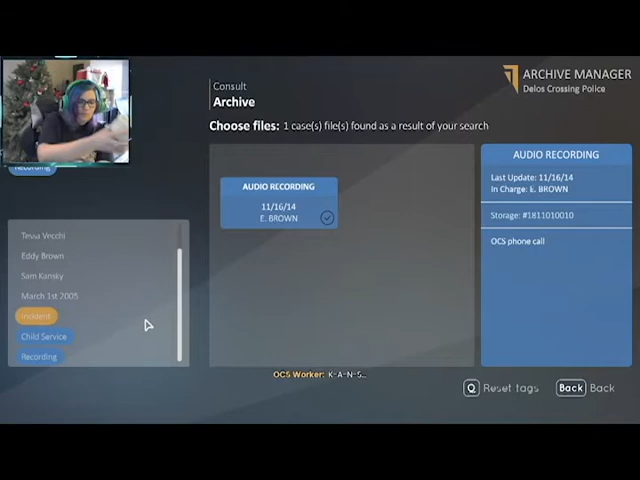 ARCHIVE MANAGER
Delos Crossing Police
Consult
Archive
Choose files: 1 case(s) file(s) found as a result of your search
Recording
AUDIO RECORDING
11/16/14
E. BROWN
AUDIO RECORDING
Last Update: 11/16/14
In Charge: E. BROWN
Storage: #1811010010
OCS phone call
Tessa Vecchi
Eddy Brown
Sam Kansky
March 1st 2005
Incident
Child Service
Recording
OCS Worker: K-A-N-S...
Q Reset tags
Back Back